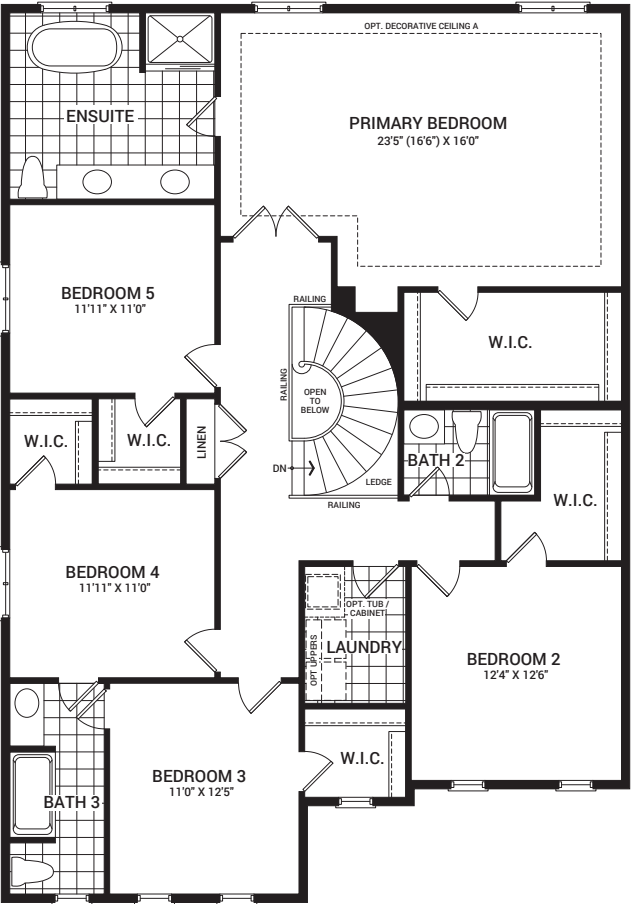 OPT. DECORATIVE CEILING A
ENSUITE
PRIMARY BEDROOM
23'5" (16'6") X 16'0"
BEDROOM 5
11'11" X 11'0"
RAILING
W.I.C.
RAILING
OPEN
TO
BELOW
W.I.C.
W.I.C.
LINEN
BATH 2
DN
LEDGE
RAILING
W.I.C.
BEDROOM 4
11'11" X 11'0"
OPT. TUB /
CABINET
OPT UPPERS
LAUNDRY
BEDROOM 2
12'4" X 12'6"
BEDROOM 3
11'0" X 12'5"
W.I.C.
BATH 3